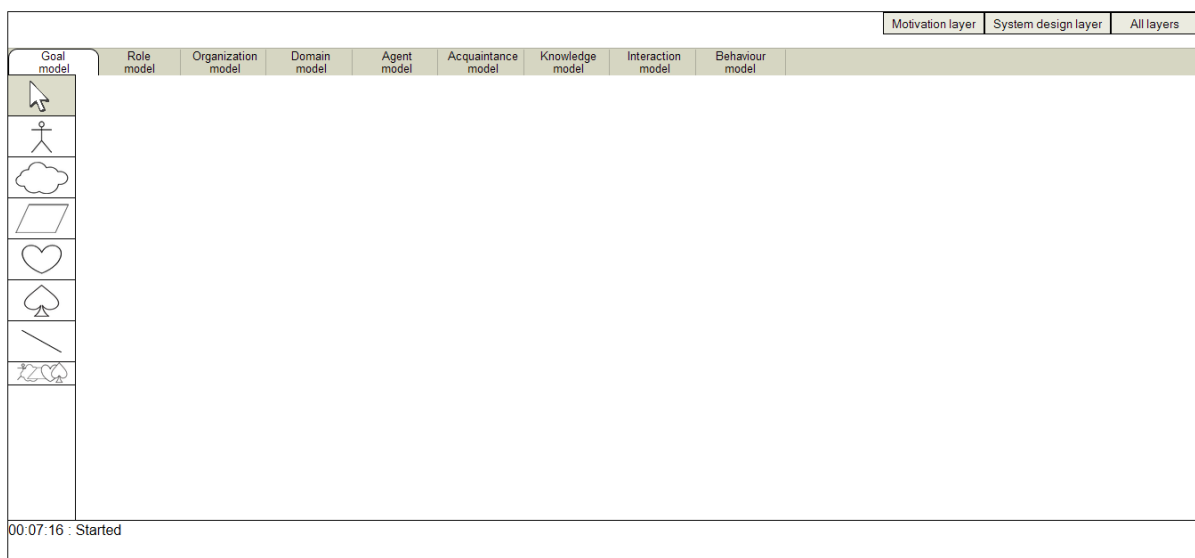 Motivation layer System design layer All layers
Goal model
Role model
Organization model
Domain model
Agent model
Acquaintance model
Knowledge model
Interaction model
Behaviour model
00:07:16 : Started